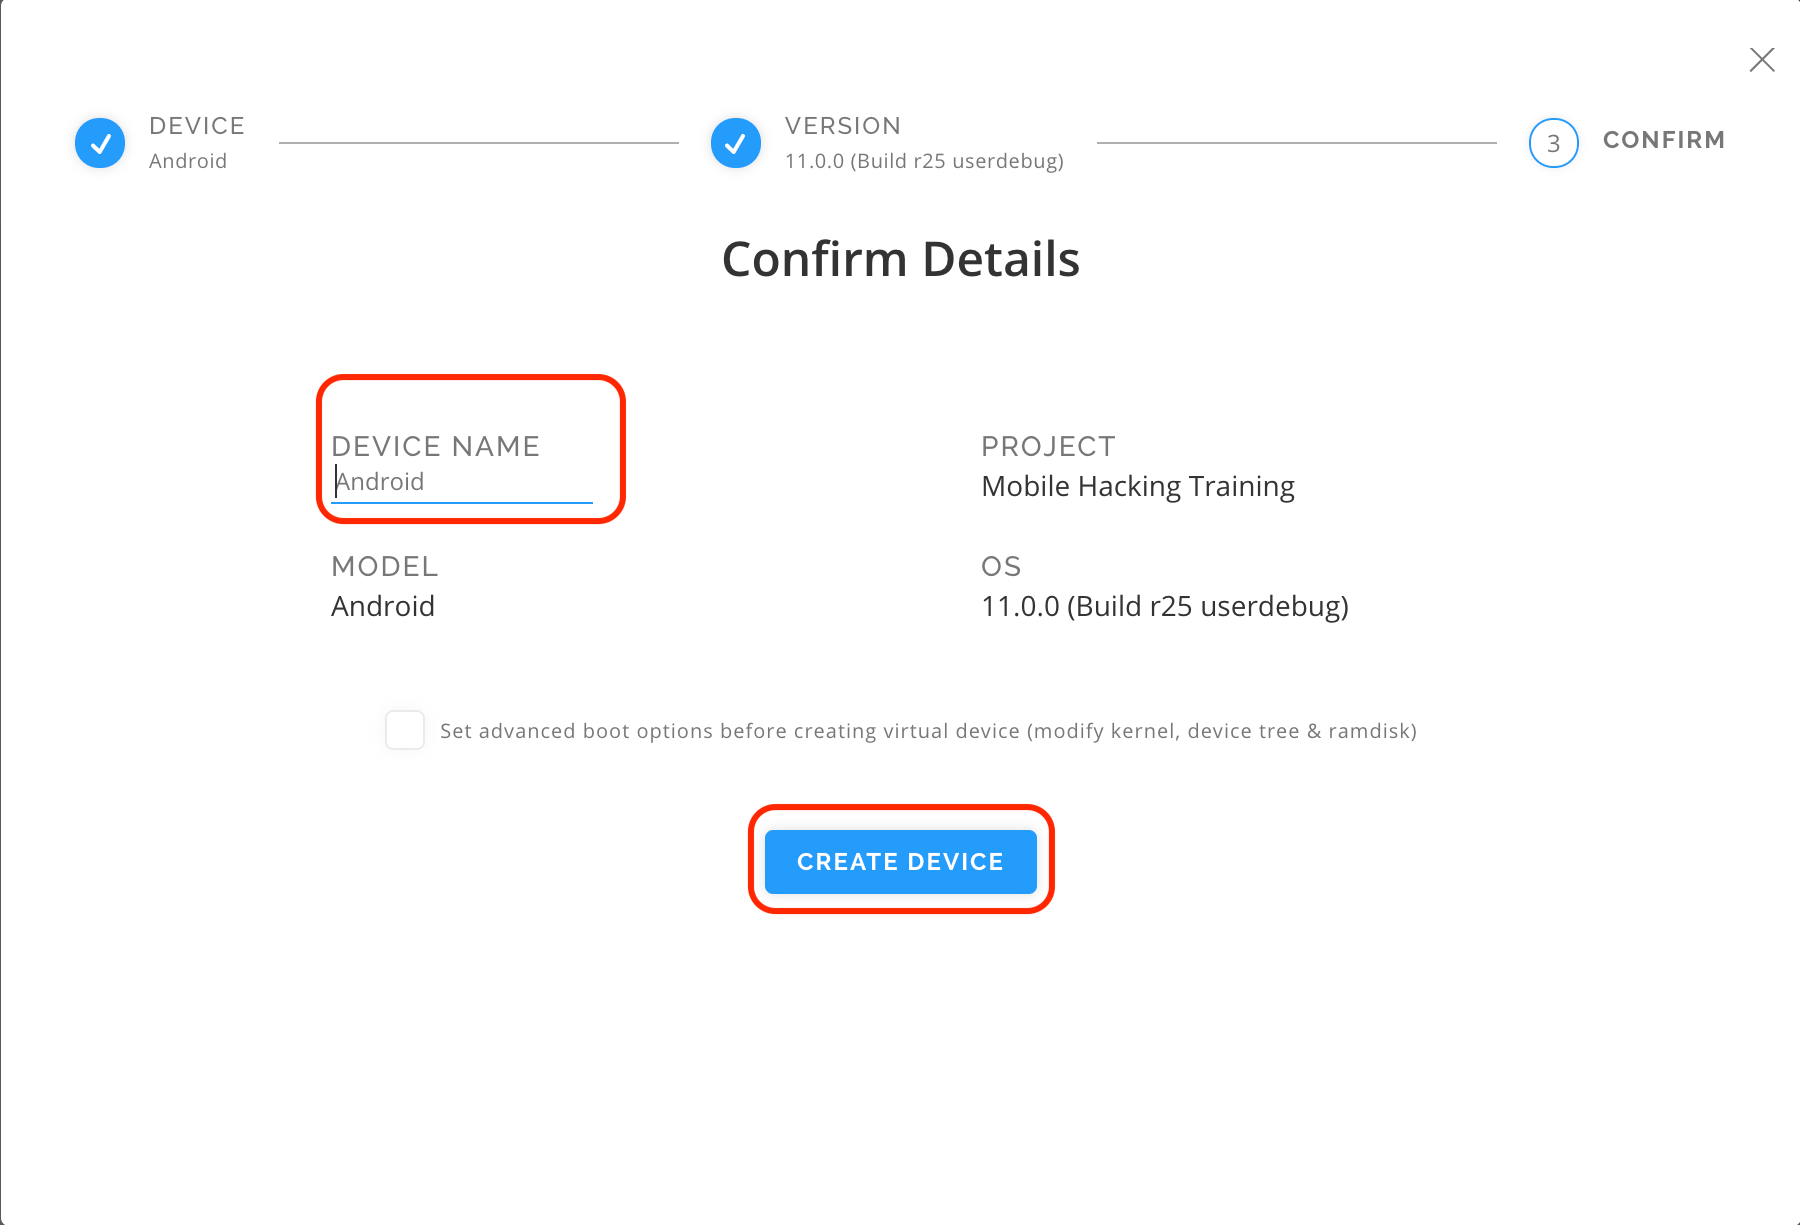 DEVICE
Android
VERSION
11.0.0 (Build r25 userdebug)
3
CONFIRM
Confirm Details
DEVICE NAME
Android
PROJECT
Mobile Hacking Training
MODEL
Android
OS
11.0.0 (Build r25 userdebug)
Set advanced boot options before creating virtual device (modify kernel, device tree & ramdisk)
CREATE DEVICE